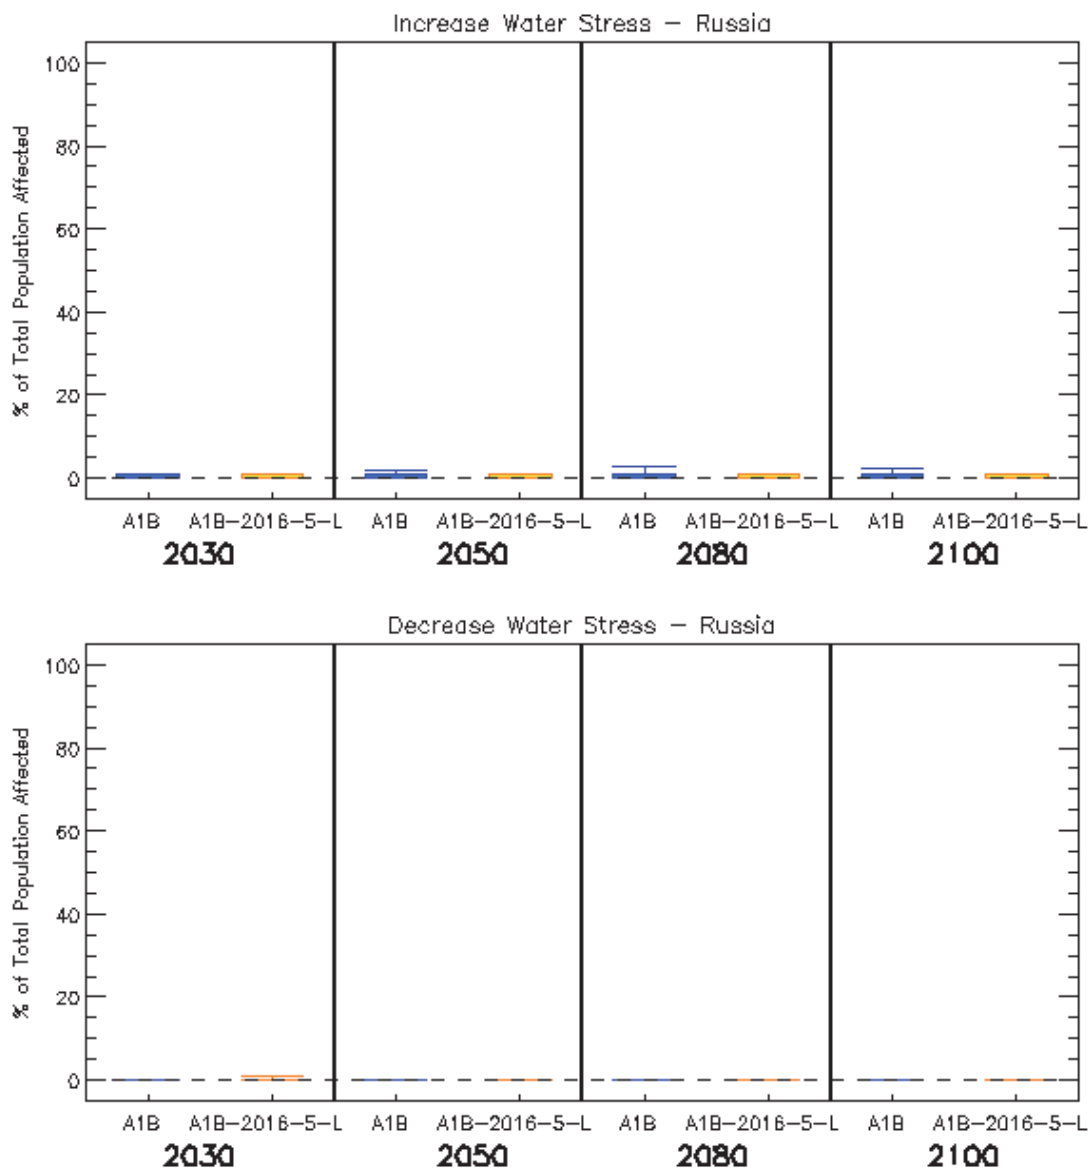 Increase Water Stress – Russia
% of Total Population Affected
100
80
60
40
20
0
A1B A1B-2016-5-L A1B A1B-2016-5-L A1B A1B-2016-5-L A1B A1B-2016-5-L
2030 2050 2080 2100
Decrease Water Stress – Russia
% of Total Population Affected
100
80
60
40
20
0
A1B A1B-2016-5-L A1B A1B-2016-5-L A1B A1B-2016-5-L A1B A1B-2016-5-L
2030 2050 2080 2100